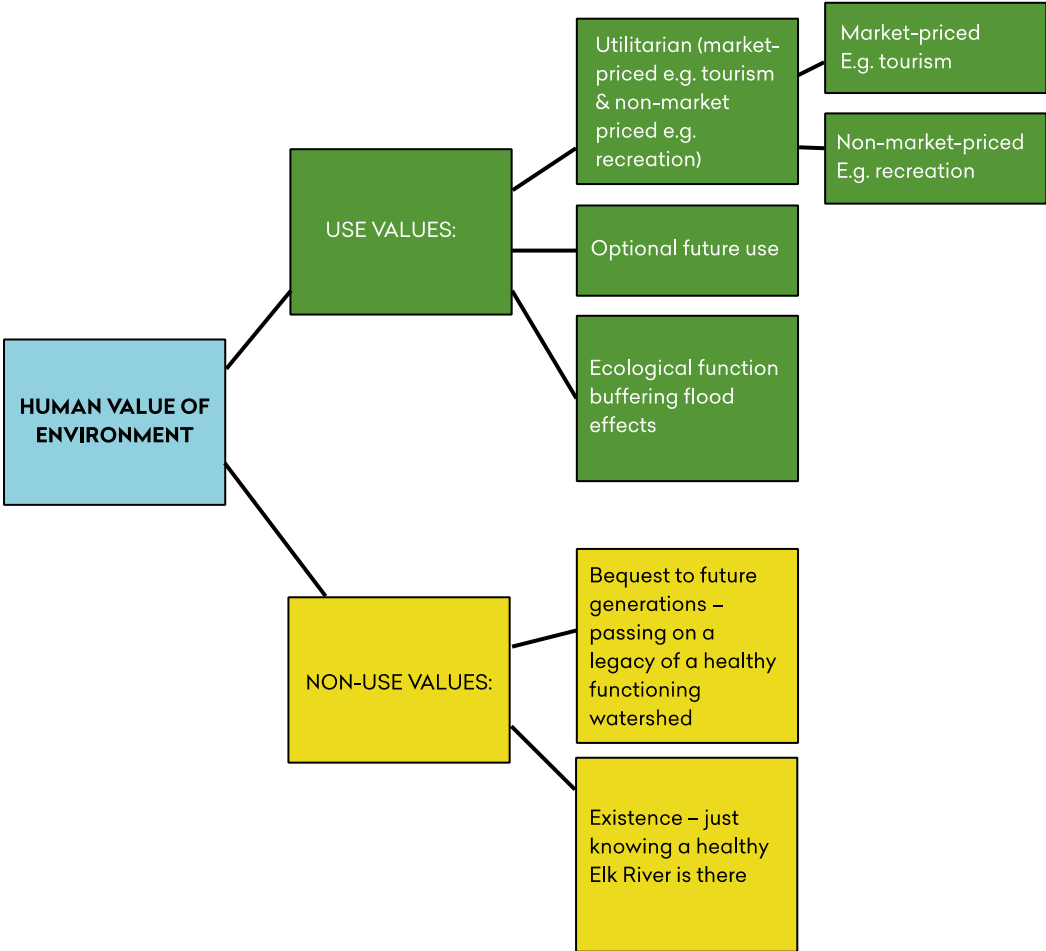 HUMAN VALUE OF
ENVIRONMENT
USE VALUES:
Utilitarian (market-
priced e.g. tourism
& non-market
priced e.g.
recreation)
Market-priced
E.g. tourism
Non-market-priced
E.g. recreation
Optional future use
Ecological function
buffering flood
effects
NON-USE VALUES:
Bequest to future
generations –
passing on a
legacy of a healthy
functioning
watershed
Existence – just
knowing a healthy
Elk River is there